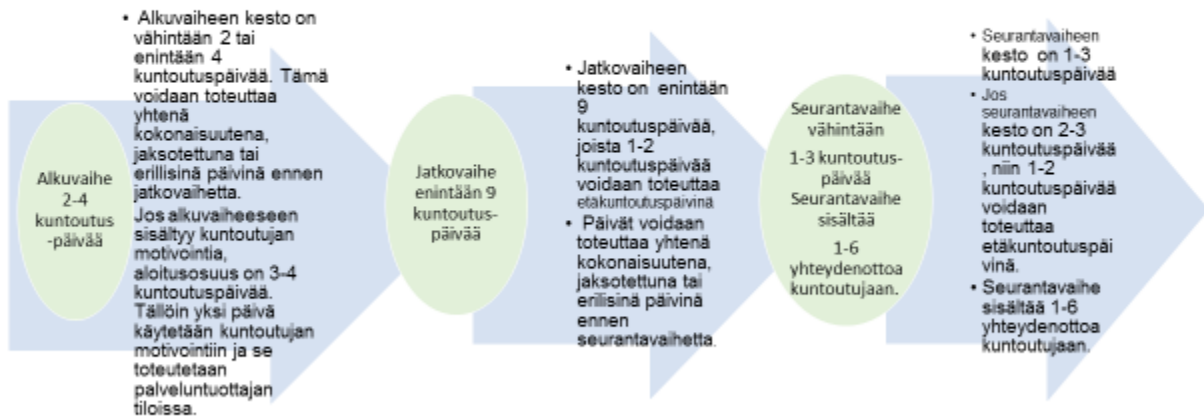 Alkuvaihe
2-4
kuntoutus
-päivää
• Alkuvaiheen kesto on
vähintään 2 tai
enintään 4
kuntoutuspäivää. Tämä
voidaan toteuttaa
yhtenä
kokonaisuutena,
jaksotettuna tai
erillisinä päivinä ennen
jatkovaihetta.
Jos alkuvaiheeseen
sisältyy kuntoutujan
motivointia,
aloitusosuus on 3-4
kuntoutuspäivää.
Tällöin yksi päivä
käytetään kuntoutujan
motivointiin ja se
toteutetaan
palveluntuottajan
tiloissa.
Jatkovaihe
enintään 9
kuntoutus-
päivää
• Jatkovaiheen
kesto on enintään
9
kuntoutuspäivää,
joista 1-2
kuntoutuspäivää
voidaan toteuttaa
etäkuntoutuspäivinä
• Päivät voidaan
toteuttaa yhtenä
kokonaisuutena,
jaksotettuna tai
erilisinä päivinä
ennen
seurantavaihetta.
Seurantavaihe
vähintään
1-3 kuntoutus-
päivää
Seurantavaihe
sisältää
1-6
yhteydenottoa
kuntoutujaan.
• Seurantavaiheen
kesto on 1-3
kuntoutuspäivää
• Jos
seurantavaiheen
kesto on 2-3
kuntoutuspäivää
, niin 1-2
kuntoutuspäivää
voidaan
toteuttaa
etäkuntoutuspäi
vinä.
• Seurantavaihe
sisältää 1-6
yhteydenottoa
kuntoutujaan.